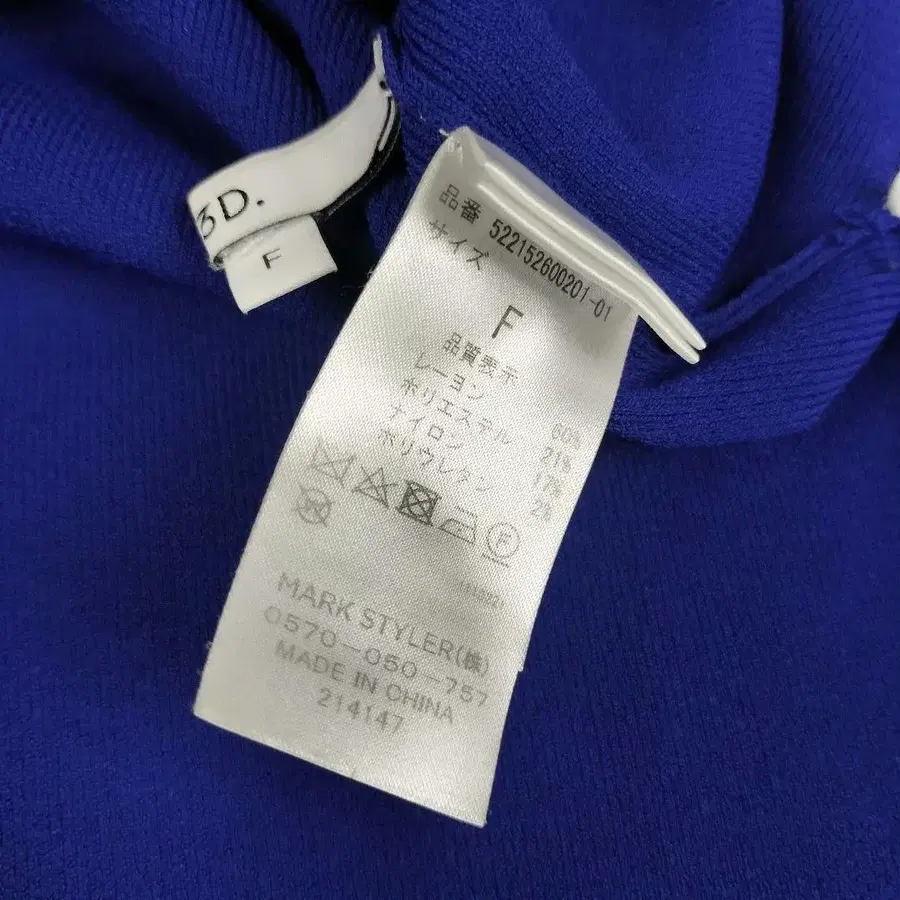 3D.
F
品番 522152600201-01
サイズ
F
品質表示
レーヨン 60%
ポリエステル 21%
ナイロン 17%
ポリウレタン 2%
F
MARK STYLER(株)
0570-050-757
MADE IN CHINA
214147